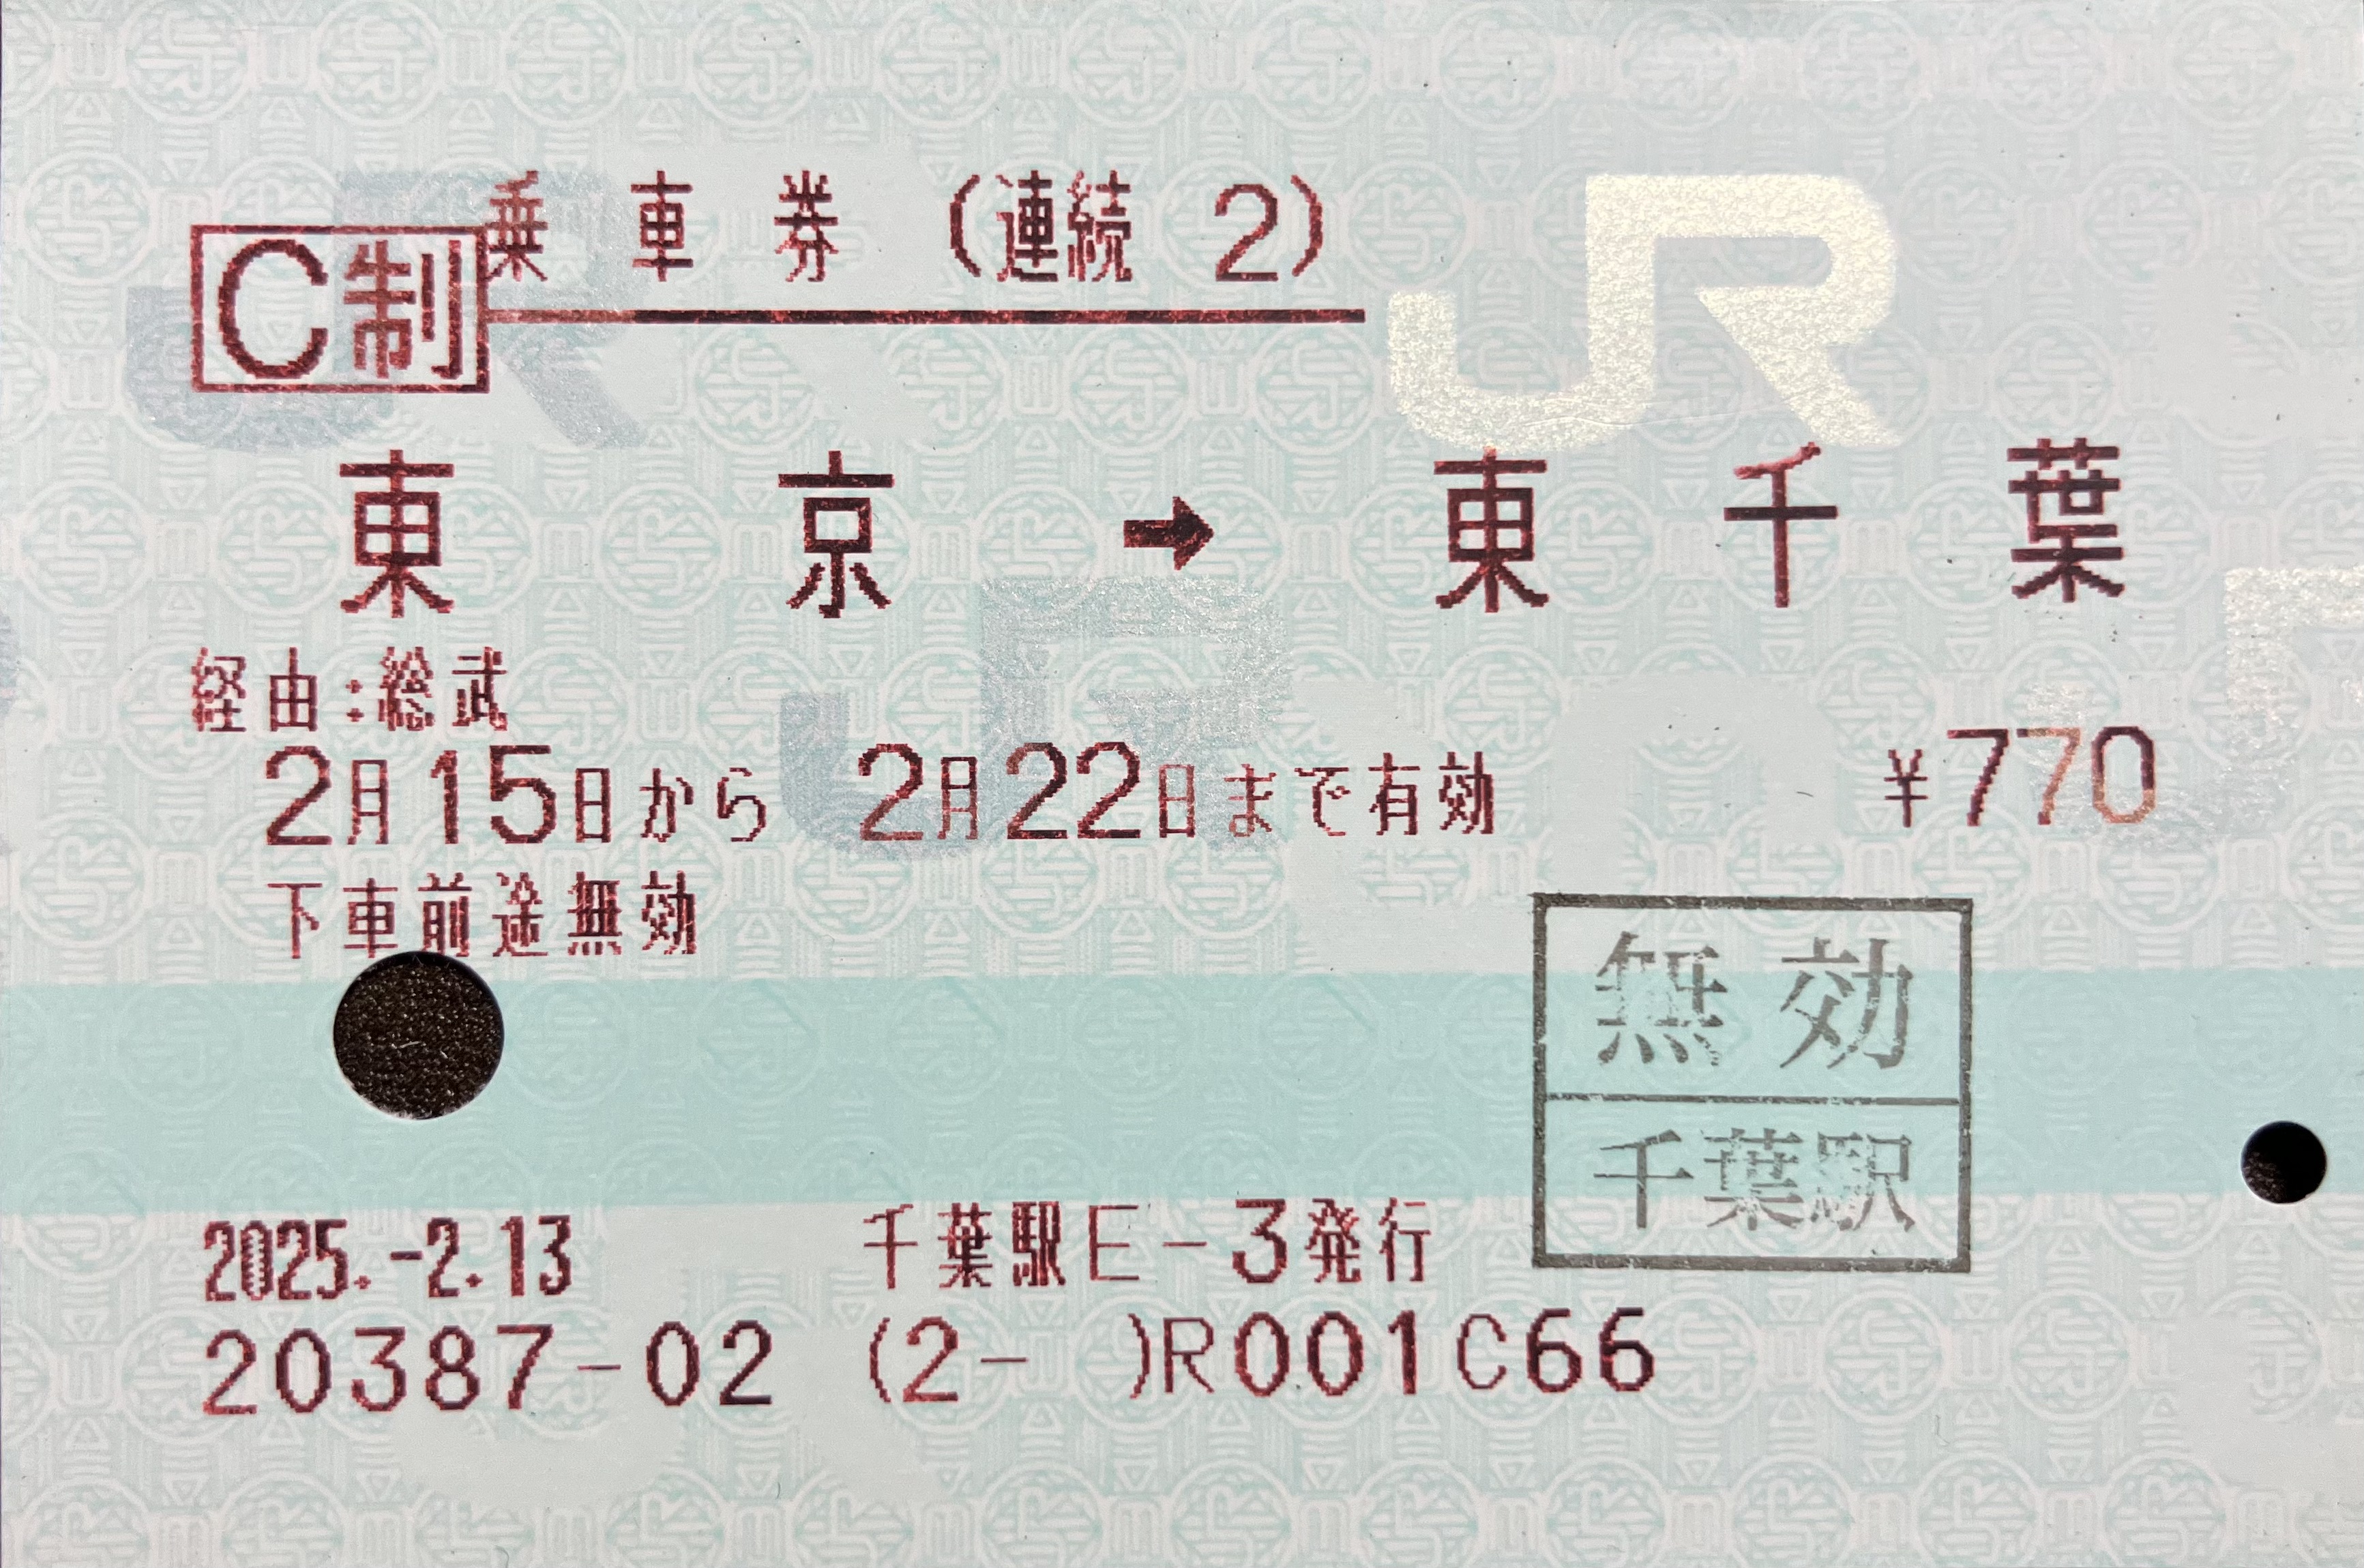 乗車券(連続 2)
JR
C制
東京➡東千葉
経由:総武
2月15日から 2月22日まで有効 ¥770
下車前途無効
無効
千葉駅
2025.-2.13 千葉駅E-3発行
20387-02 (2- )R001C66